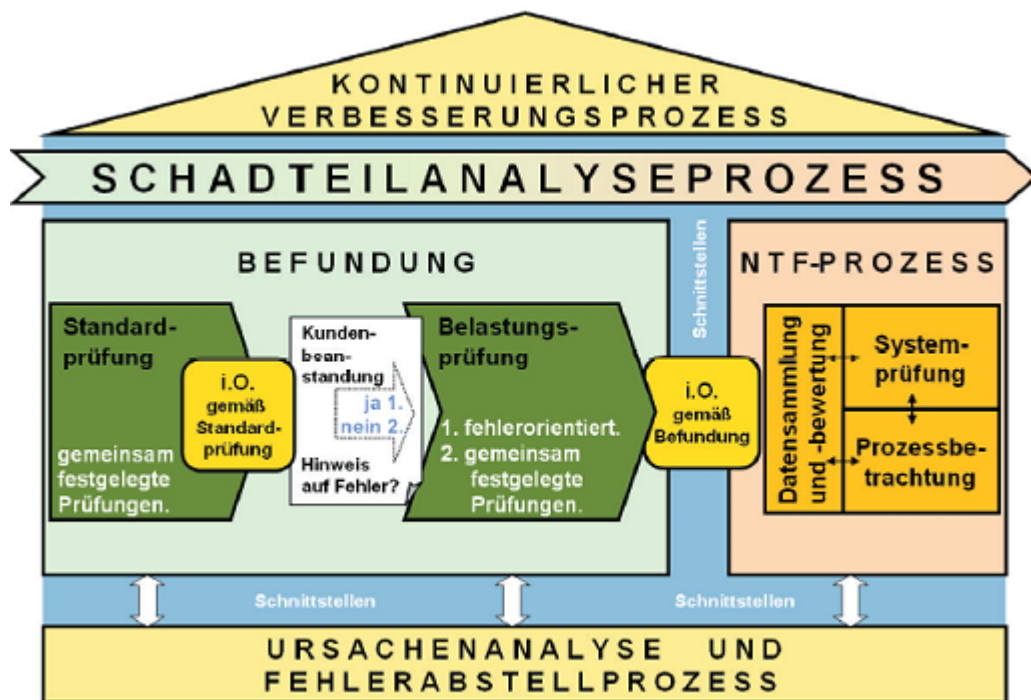 KONTINUIERLICHER
VERBESSERUNGSPROZESS
SCHADTEILANALYSEPROZESS
BEFUNDUNG
Standard-
prüfung
gemeinsam
festgelegte
Prüfungen.
i.O.
gemäß
Standard-
prüfung
Kunden-
bean-
standung
ja 1.
nein 2.
Hinweis
auf Fehler?
Belastungs-
prüfung
1. fehlerorientiert.
2. gemeinsam
festgelegte
Prüfungen.
i.O.
gemäß
Befundung
Schnittstellen
NTF-PROZESS
Datensammlung
und -bewertung
System-
prüfung
Prozessbe-
trachtung
Schnittstellen
Schnittstellen
URSACHENANALYSE UND
FEHLERABSTELLPROZESS